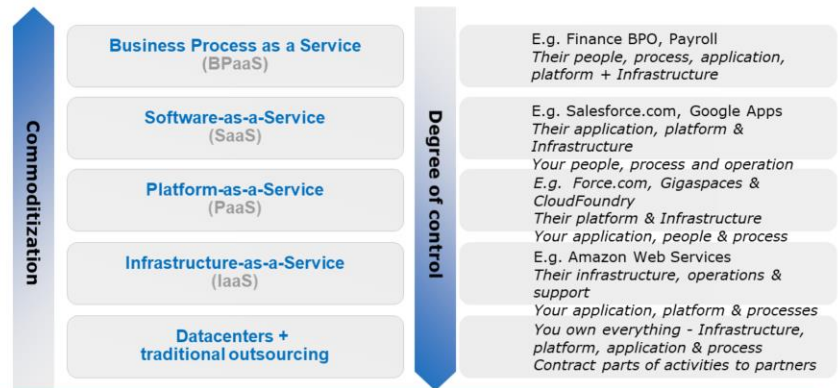 Commoditization
Business Process as a Service
(BPaaS)
Software-as-a-Service
(SaaS)
Platform-as-a-Service
(PaaS)
Infrastructure-as-a-Service
(IaaS)
Datacenters +
traditional outsourcing
Degree of control
E.g. Finance BPO, Payroll
Their people, process, application,
platform + Infrastructure
E.g. Salesforce.com, Google Apps
Their application, platform &
Infrastructure
Your people, process and operation
E.g. Force.com, Gigaspaces &
CloudFoundry
Their platform & Infrastructure
Your application, people & process
E.g. Amazon Web Services
Their infrastructure, operations &
support
Your application, platform & processes
You own everything - Infrastructure,
platform, application & process
Contract parts of activities to partners